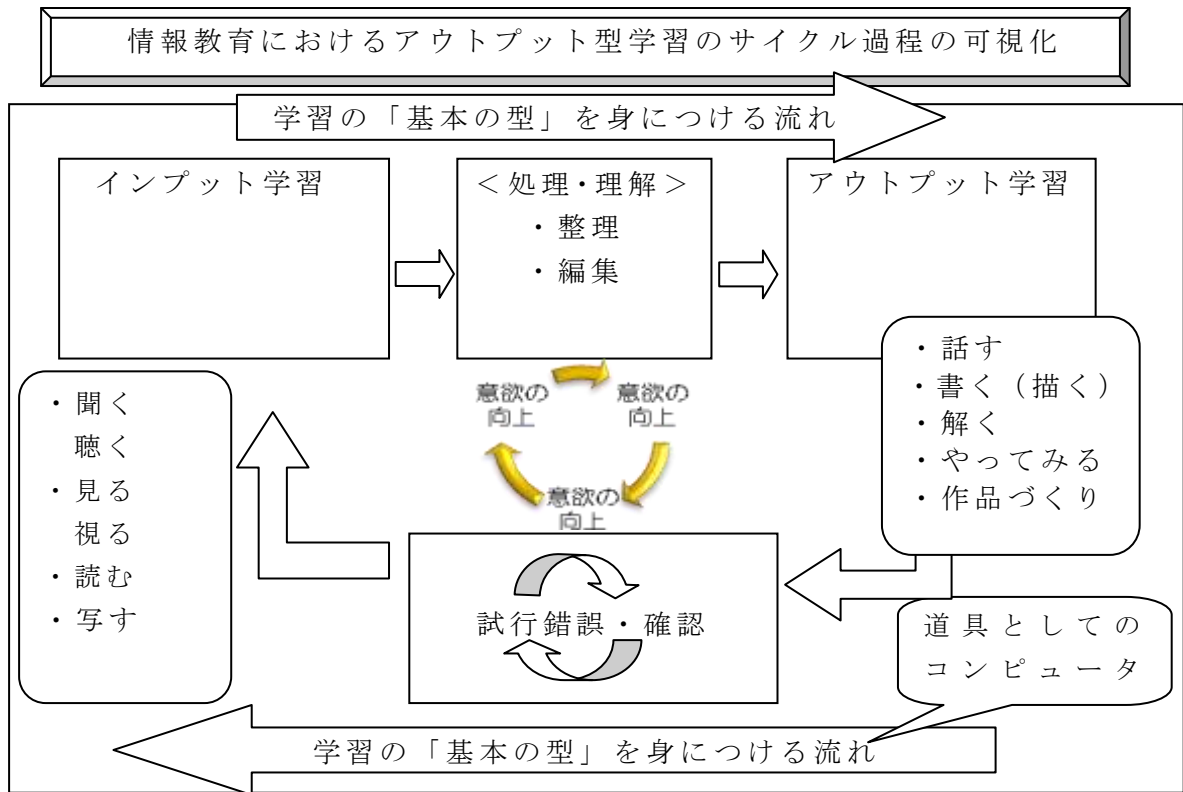 情報教育におけるアウトプット型学習のサイクル過程の可視化
学習の「基本の型」を身につける流れ
インプット学習
<処理・理解>
・整理
・編集
アウトプット学習
・話す
・書く(描く)
・解く
・やってみる
・作品づくり
・聞く
聴く
・見る
視る
・読む
・写す
意欲の
向上
意欲の
向上
意欲の
向上
試行錯誤・確認
道具としての
コンピュータ
学習の「基本の型」を身につける流れ